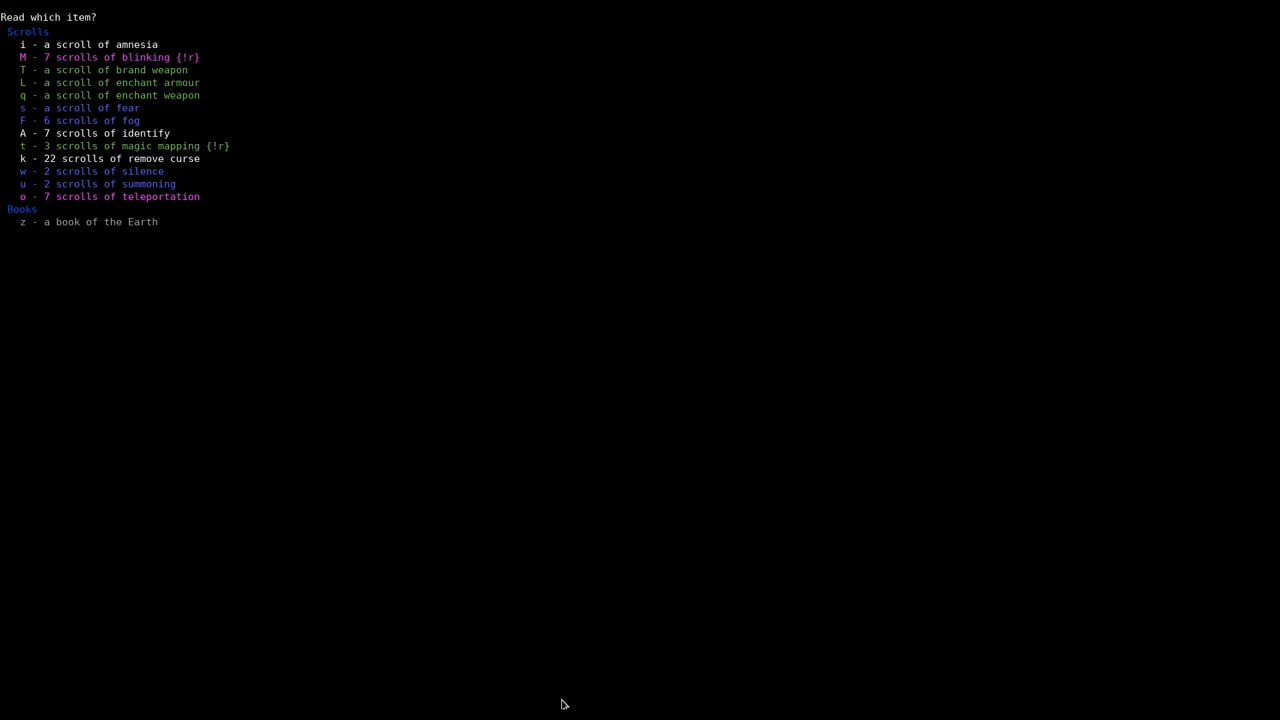 Read which item?
Scrolls
i - a scroll of amnesia
M - 7 scrolls of blinking {!r}
T - a scroll of brand weapon
L - a scroll of enchant armour
q - a scroll of enchant weapon
s - a scroll of fear
F - 6 scrolls of fog
A - 7 scrolls of identify
t - 3 scrolls of magic mapping {!r}
k - 22 scrolls of remove curse
w - 2 scrolls of silence
u - 2 scrolls of summoning
o - 7 scrolls of teleportation
Books
z - a book of the Earth